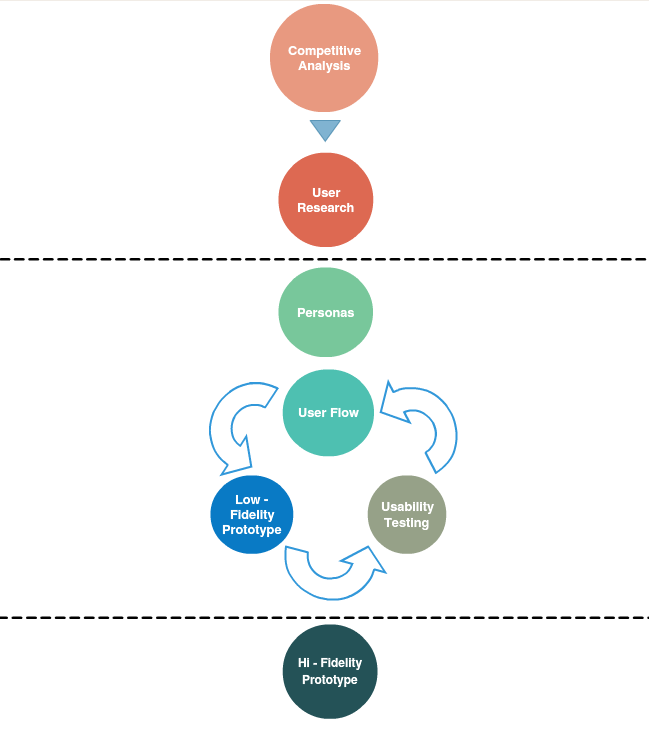 Competitive
Analysis
User
Research
Personas
User Flow
Low -
Fidelity
Prototype
Usability
Testing
Hi - Fidelity
Prototype